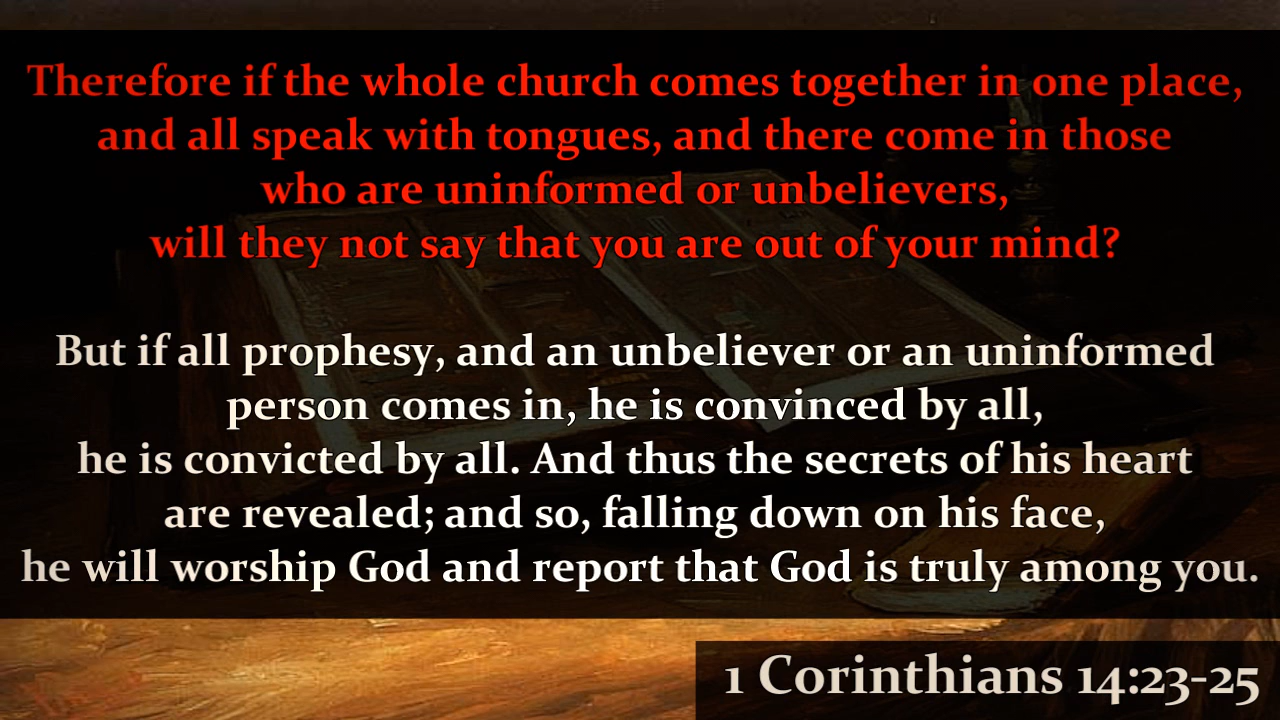 Therefore if the whole church comes together in one place,
and all speak with tongues, and there come in those
who are uninformed or unbelievers,
will they not say that you are out of your mind?
But if all prophesy, and an unbeliever or an uninformed
person comes in, he is convinced by all,
he is convicted by all. And thus the secrets of his heart
are revealed; and so, falling down on his face,
he will worship God and report that God is truly among you.
1 Corinthians 14:23-25